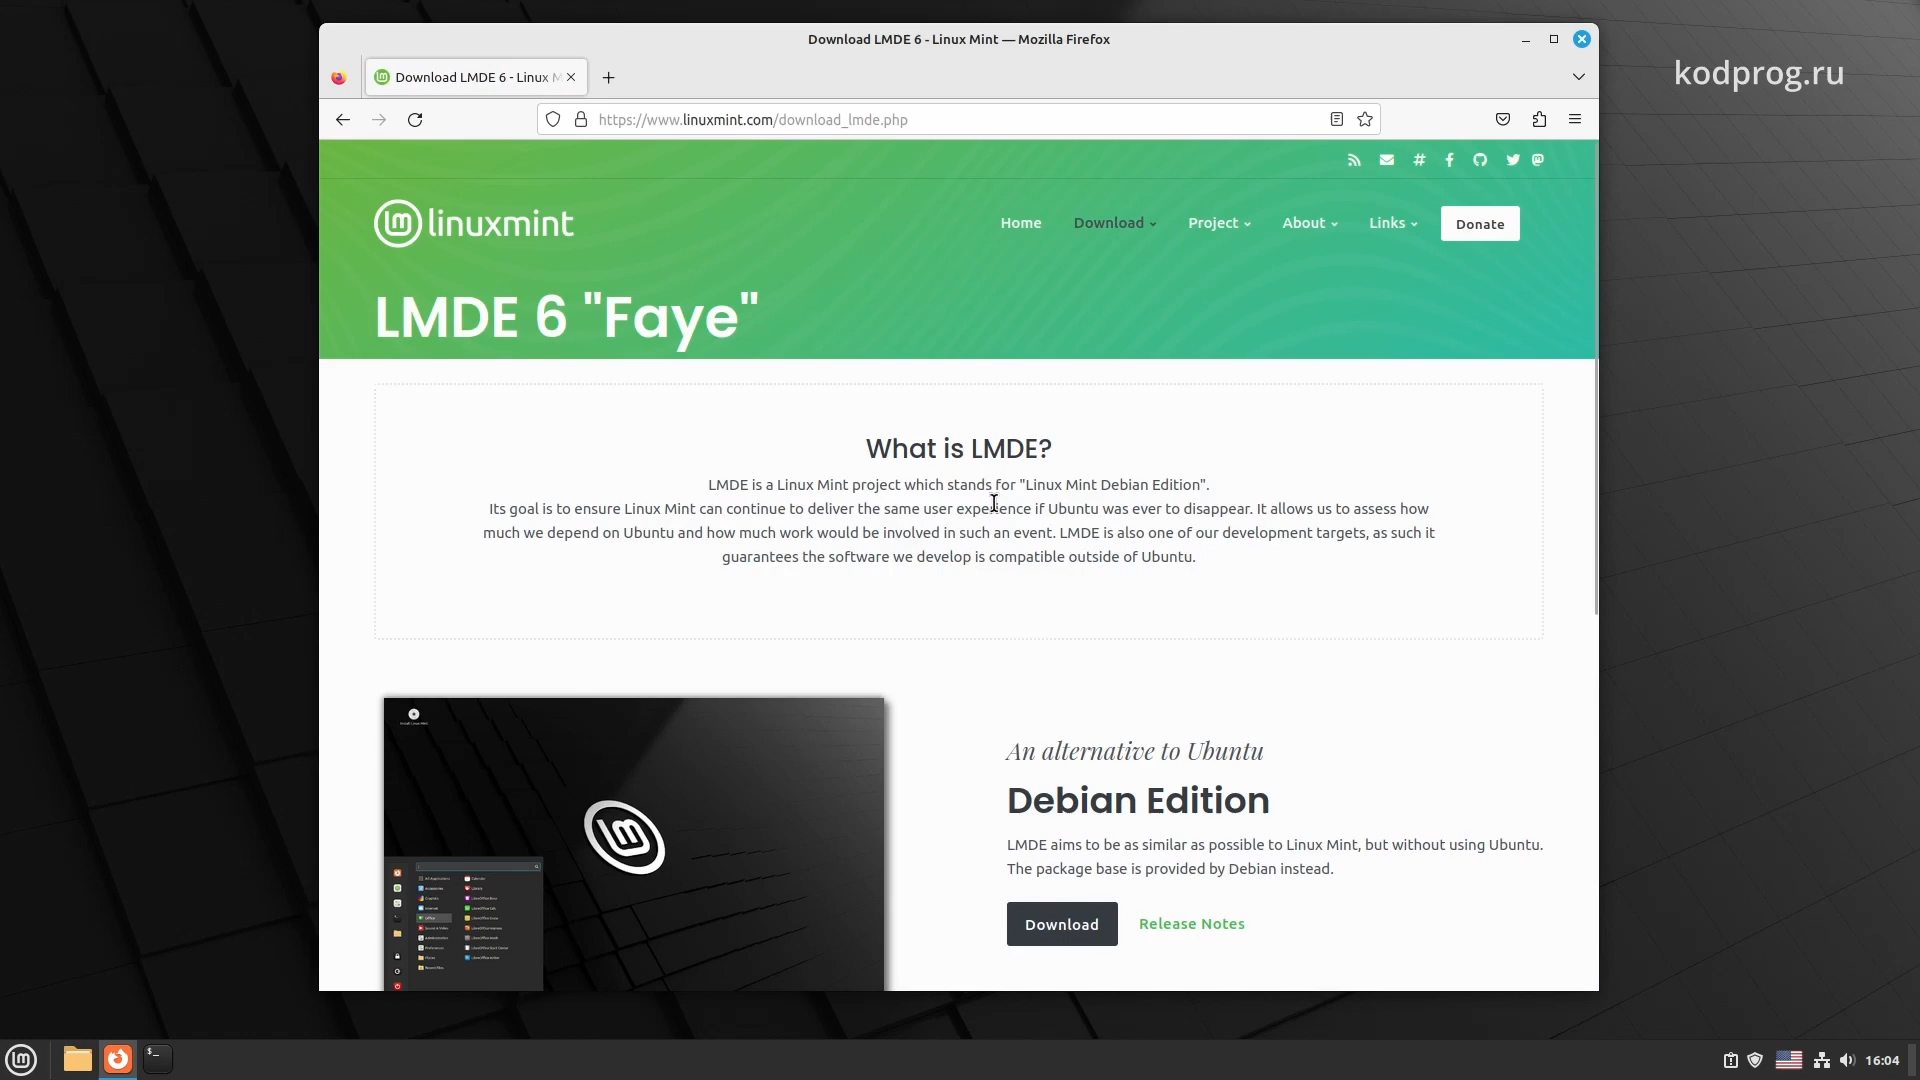 Download LMDE 6 - Linux Mint — Mozilla Firefox
kodprog.ru
Download LMDE 6 - Linux M
https://www.linuxmint.com/download_lmde.php
linuxmint
Home Download Project About Links Donate
LMDE 6 "Faye"
What is LMDE?
LMDE is a Linux Mint project which stands for "Linux Mint Debian Edition".
Its goal is to ensure Linux Mint can continue to deliver the same user experience if Ubuntu was ever to disappear. It allows us to assess how
much we depend on Ubuntu and how much work would be involved in such an event. LMDE is also one of our development targets, as such it
guarantees the software we develop is compatible outside of Ubuntu.
An alternative to Ubuntu
Debian Edition
LMDE aims to be as similar as possible to Linux Mint, but without using Ubuntu.
The package base is provided by Debian instead.
Download Release Notes
16:04